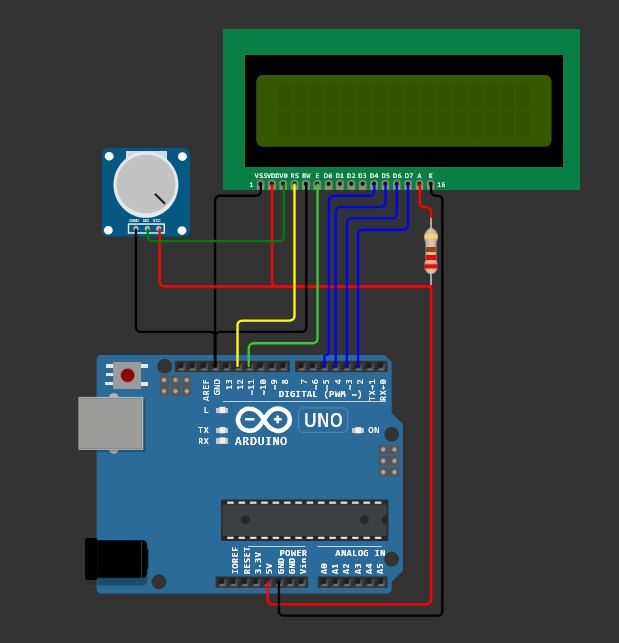 VSS VDD V0 RS RW E D0 D1 D2 D3 D4 D5 D6 D7 A K
1 16
GND SIG VCC
AREF GND 13 12 ~11 ~10 ~9 8 7 ~6 ~5 4 ~3 2 TX→1 RX←0
DIGITAL (PWM ~)
L
TX
RX
UNO
ON
ARDUINO
IOREF RESET 3.3V 5V GND GND Vin A0 A1 A2 A3 A4 A5
POWER ANALOG IN